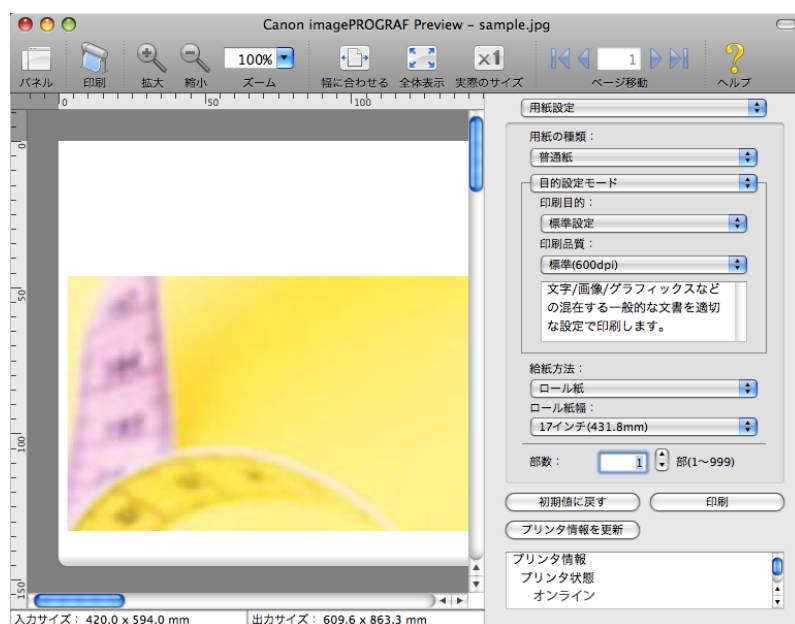 Canon imagePROGRAF Preview – sample.jpg
100%
1
パネル 印刷 拡大 縮小 ズーム 幅に合わせる 全体表示 実際のサイズ ページ移動 ヘルプ
0 50 100
0
50
100
150
用紙設定
用紙の種類：
普通紙
目的設定モード
印刷目的：
標準設定
印刷品質：
標準(600dpi)
文字/画像/グラフィックスなど
の混在する一般的な文書を適切
な設定で印刷します。
給紙方法：
ロール紙
ロール紙幅：
17インチ(431.8mm)
部数： 1 部(1～999)
初期値に戻す 印刷
プリンタ情報を更新
プリンタ情報
プリンタ状態
オンライン
入力サイズ： 420.0 x 594.0 mm 出力サイズ： 609.6 x 863.3 mm